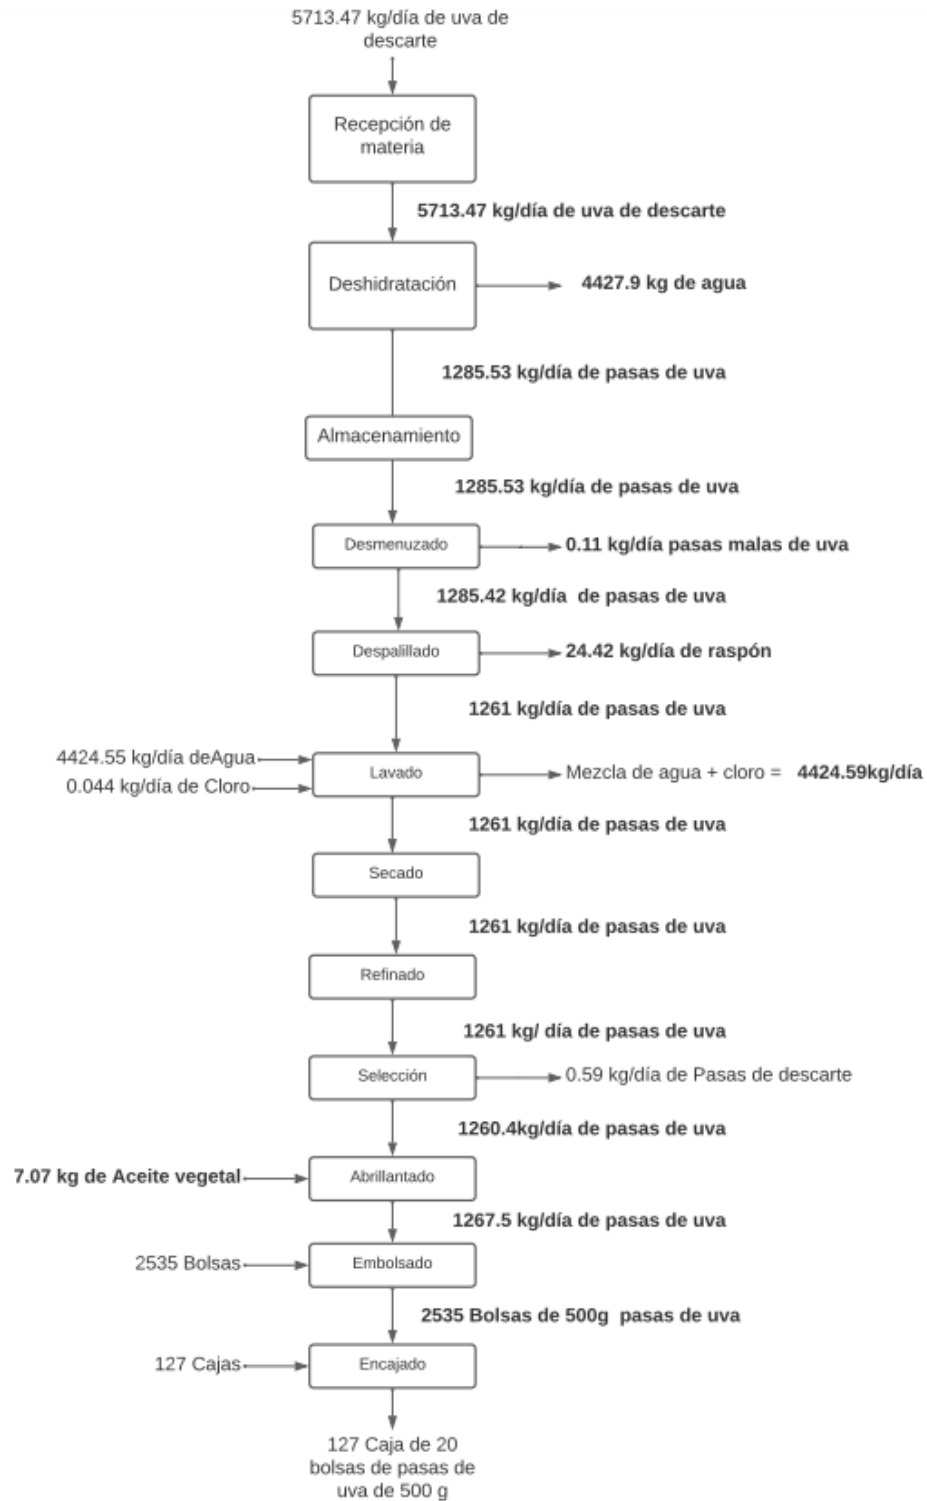 5713.47 kg/día de uva de
descarte
Recepción de
materia
5713.47 kg/día de uva de descarte
Deshidratación
4427.9 kg de agua
1285.53 kg/día de pasas de uva
Almacenamiento
1285.53 kg/día de pasas de uva
Desmenuzado
0.11 kg/día pasas malas de uva
1285.42 kg/día de pasas de uva
Despalillado
24.42 kg/día de raspón
1261 kg/día de pasas de uva
4424.55 kg/día deAgua
0.044 kg/día de Cloro
Lavado
Mezcla de agua + cloro = 4424.59kg/día
1261 kg/día de pasas de uva
Secado
1261 kg/día de pasas de uva
Refinado
1261 kg/ día de pasas de uva
Selección
0.59 kg/día de Pasas de descarte
1260.4kg/día de pasas de uva
7.07 kg de Aceite vegetal
Abrillantado
1267.5 kg/día de pasas de uva
2535 Bolsas
Embolsado
2535 Bolsas de 500g pasas de uva
127 Cajas
Encajado
127 Caja de 20
bolsas de pasas de
uva de 500 g